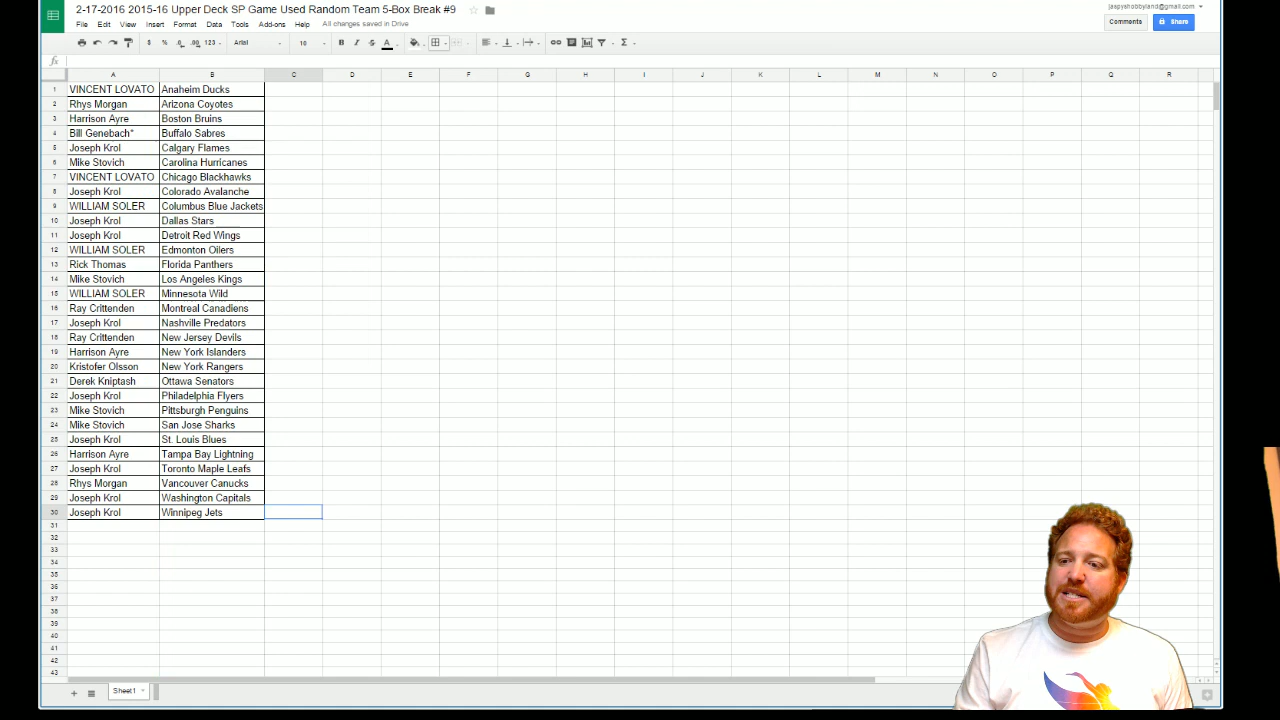 2-17-2016 2015-16 Upper Deck SP Game Used Random Team 5-Box Break #9
jaspyshobbyland@gmail.com
File Edit View Insert Format Data Tools Add-ons Help All changes saved in Drive
Comments Share
$ % .0 .00 123 Arial 10 B I S A
fx
A B C D E F G H I J K L M N O P Q R
1 VINCENT LOVATO Anaheim Ducks
2 Rhys Morgan Arizona Coyotes
3 Harrison Ayre Boston Bruins
4 Bill Genebach* Buffalo Sabres
5 Joseph Krol Calgary Flames
6 Mike Stovich Carolina Hurricanes
7 VINCENT LOVATO Chicago Blackhawks
8 Joseph Krol Colorado Avalanche
9 WILLIAM SOLER Columbus Blue Jackets
10 Joseph Krol Dallas Stars
11 Joseph Krol Detroit Red Wings
12 WILLIAM SOLER Edmonton Oilers
13 Rick Thomas Florida Panthers
14 Mike Stovich Los Angeles Kings
15 WILLIAM SOLER Minnesota Wild
16 Ray Crittenden Montreal Canadiens
17 Joseph Krol Nashville Predators
18 Ray Crittenden New Jersey Devils
19 Harrison Ayre New York Islanders
20 Kristofer Olsson New York Rangers
21 Derek Kniptash Ottawa Senators
22 Joseph Krol Philadelphia Flyers
23 Mike Stovich Pittsburgh Penguins
24 Mike Stovich San Jose Sharks
25 Joseph Krol St. Louis Blues
26 Harrison Ayre Tampa Bay Lightning
27 Joseph Krol Toronto Maple Leafs
28 Rhys Morgan Vancouver Canucks
29 Joseph Krol Washington Capitals
30 Joseph Krol Winnipeg Jets
31
32
33
34
35
36
37
38
39
40
41
42
43
Sheet1